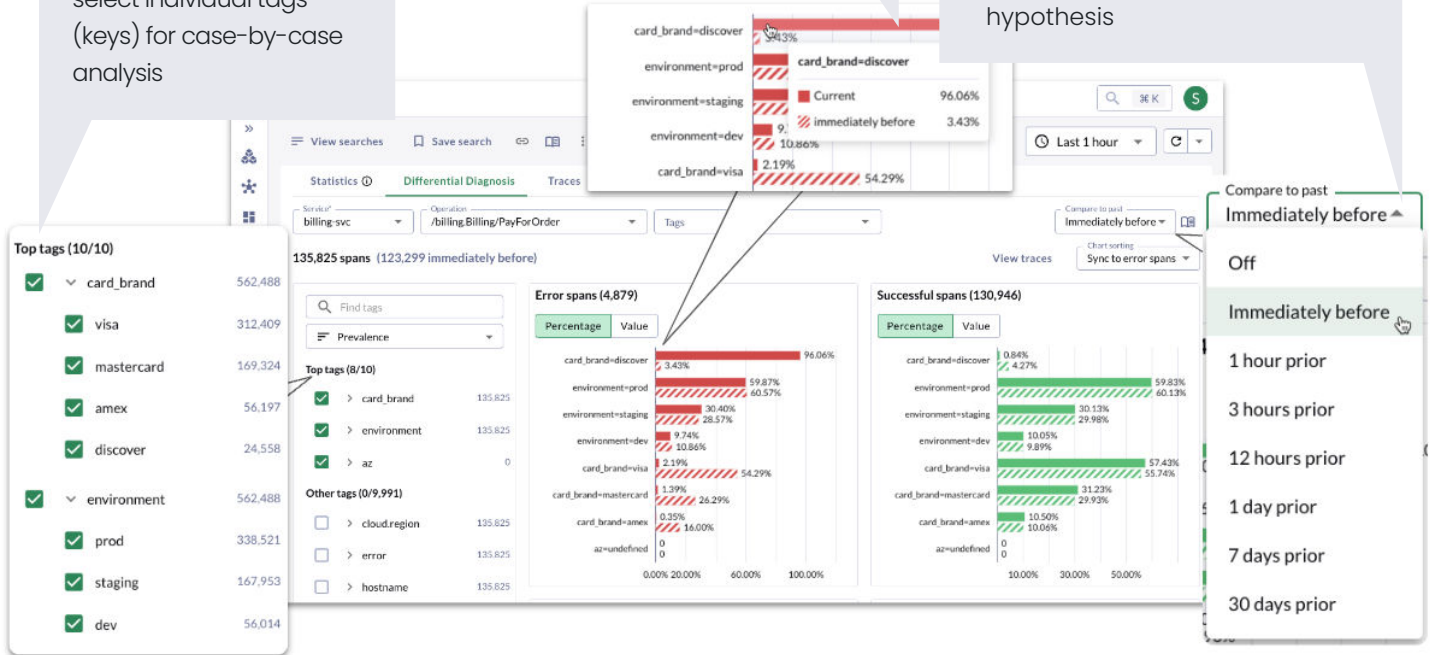 select individual tags
(keys) for case-by-case
analysis
hypothesis
card_brand=discover
3.43%
environment=prod
environment=staging
environment=dev
10.86%
card_brand=visa
2.19%
54.29%
card_brand=discover
Current 96.06%
immediately before 3.43%
⌘ K
S
View searches
Save search
Last 1 hour
Statistics
Differential Diagnosis
Traces
Service*
billing-svc
Operation
/billing.Billing/PayForOrder
Tags
Compare to past
Immediately before
135,825 spans (123,299 immediately before)
View traces
Chart sorting
Sync to error spans
Top tags (10/10)
card_brand 562,488
visa 312,409
mastercard 169,324
amex 56,197
discover 24,558
environment 562,488
prod 338,521
staging 167,953
dev 56,014
Find tags
Prevalence
Top tags (8/10)
card_brand 135,825
environment 135,825
az 0
Other tags (0/9,991)
cloud.region 135,825
error 135,825
hostname 135,825
Error spans (4,879)
Percentage Value
card_brand=discover 96.06%
3.43%
environment=prod 59.87%
60.57%
environment=staging 30.40%
28.57%
environment=dev 9.74%
10.86%
card_brand=visa 2.19%
54.29%
card_brand=mastercard 1.39%
26.29%
card_brand=amex 0.35%
16.00%
az=undefined 0
0
0.00% 20.00% 60.00% 100.00%
Successful spans (130,946)
Percentage Value
card_brand=discover 0.84%
4.27%
environment=prod 59.83%
60.13%
environment=staging 30.13%
29.98%
environment=dev 10.05%
9.89%
card_brand=visa 57.43%
55.74%
card_brand=mastercard 31.23%
29.93%
card_brand=amex 10.50%
10.06%
az=undefined 0
0
10.00% 30.00% 50.00%
Compare to past
Immediately before
Off
Immediately before
1 hour prior
3 hours prior
12 hours prior
1 day prior
7 days prior
30 days prior